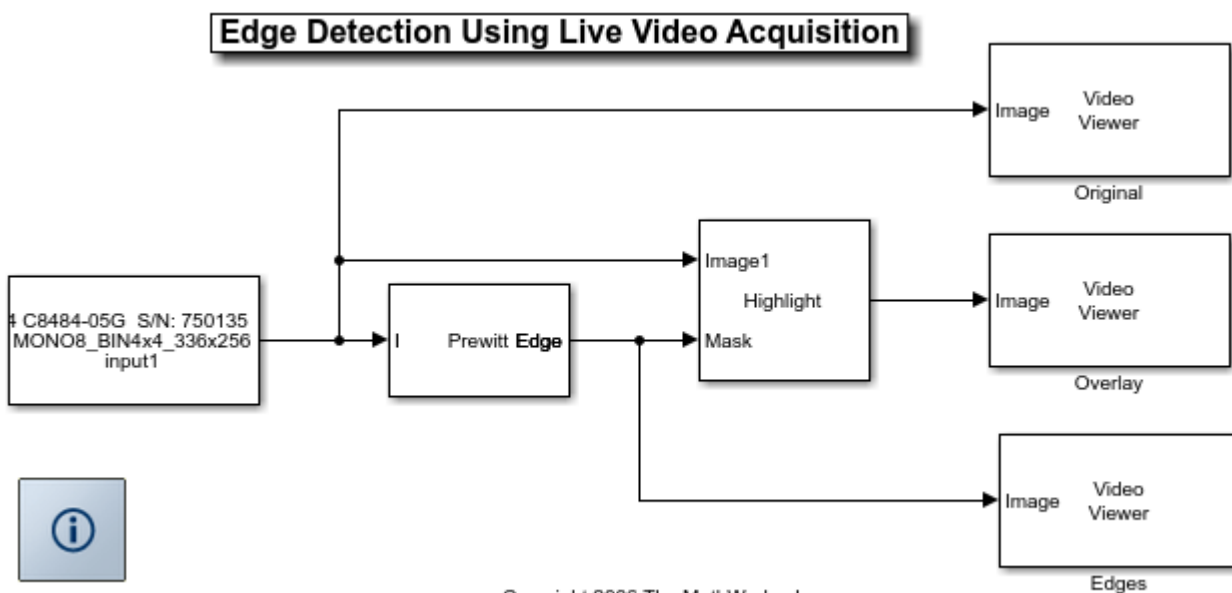 Edge Detection Using Live Video Acquisition
Image
Video
Viewer
Original
4 C8484-05G S/N: 750135
MONO8_BIN4x4_336x256
input1
I
Prewitt
Edge
Image1
Highlight
Mask
Image
Video
Viewer
Overlay
Image
Video
Viewer
Edges